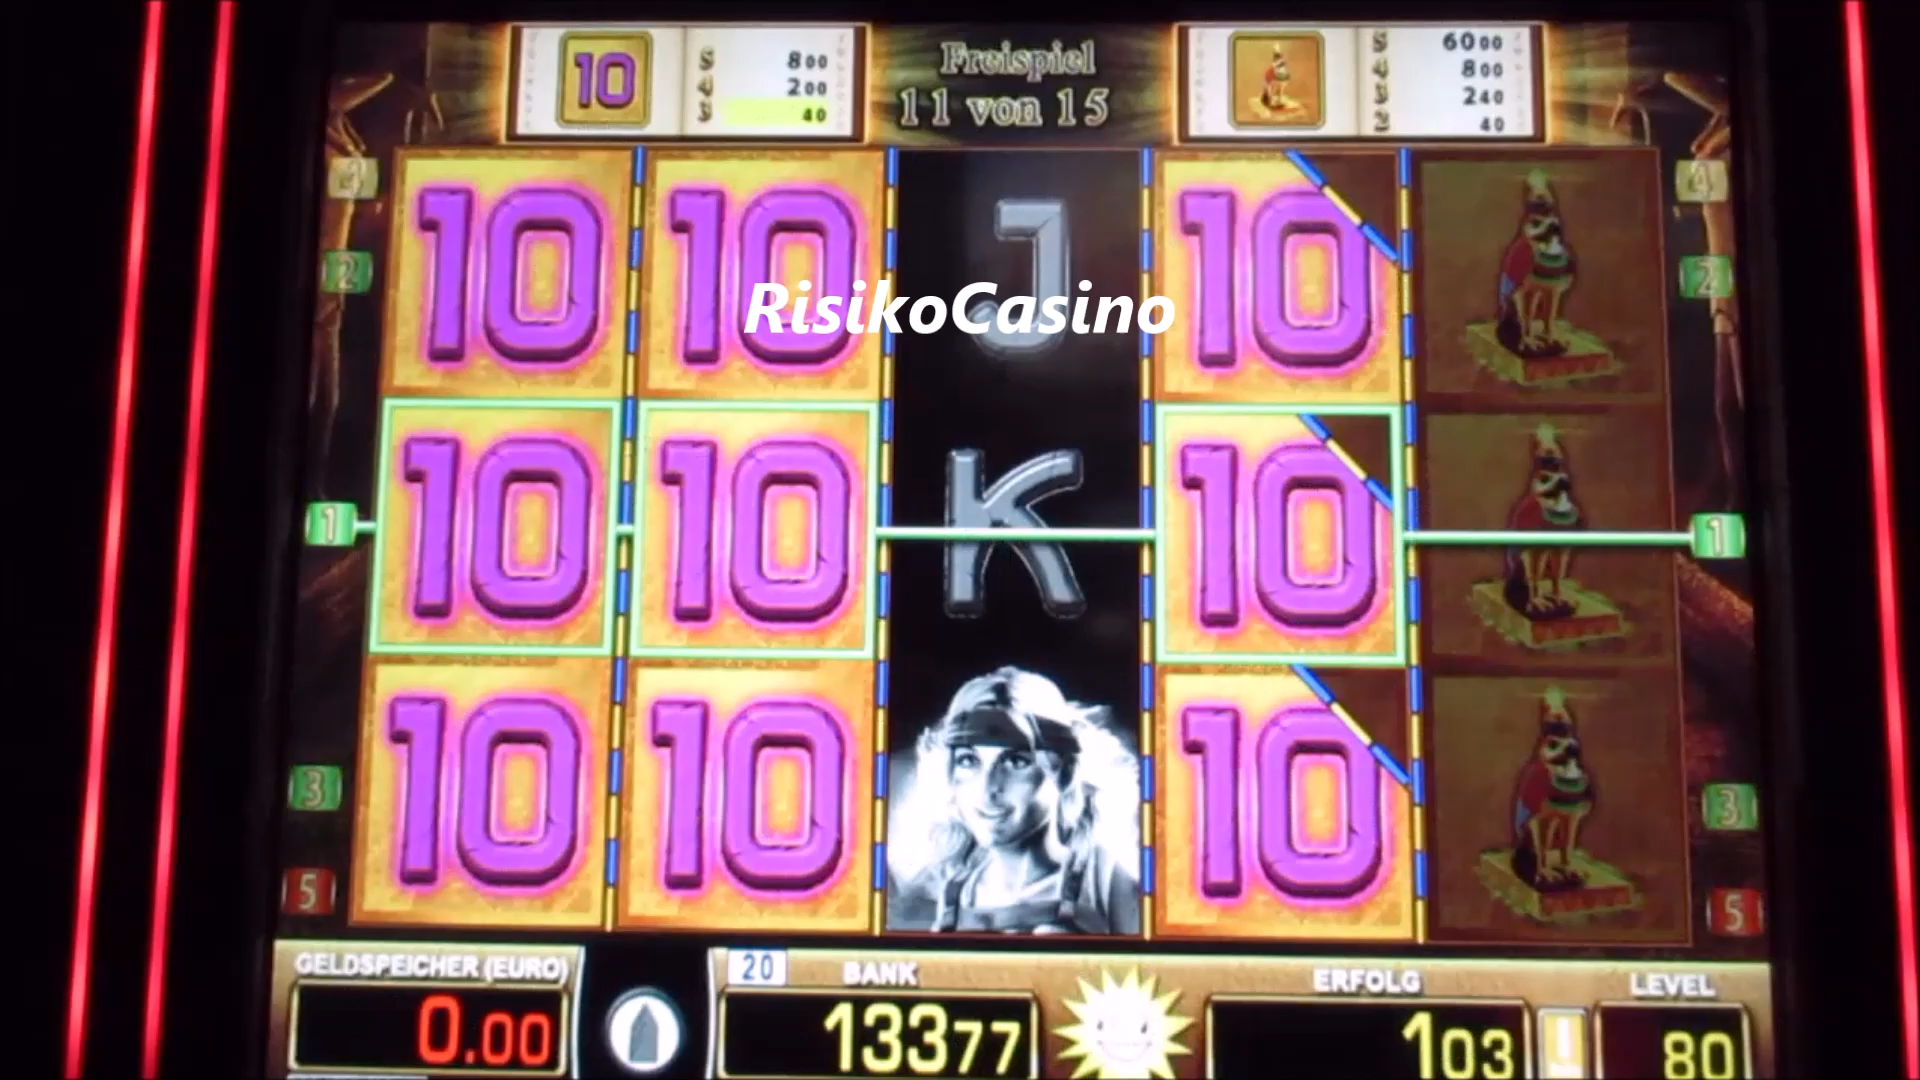 10
5 800
4 200
3 40
Freispiel
11 von 15
5 6000
4 800
3 240
2 40
4
2
1
3
5
10 10 J 10
10 10 K 10
10 10 10
RisikoCasino
4
2
1
3
5
GELDSPEICHER (EURO)
0.00
20 BANK
13377
ERFOLG
103
LEVEL
80